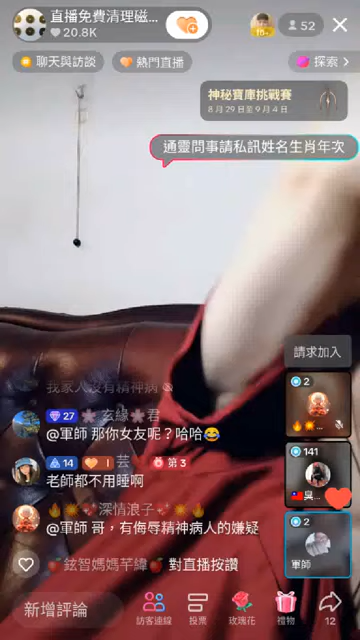 直播免費清理磁...
20.8K
52
聊天與訪談
熱門直播
探索
神秘寶庫挑戰賽
8月29日至9月4日
通靈問事請私訊姓名生肖年次
請求加入
我家人沒有精神病
2
27 玄緣 君
@軍師 那你女友呢？哈哈😂
141
14 I 芸 第 3
老師都不用睡啊
🇹🇼吳...
🔥☀️深情浪子☀️🔥
@軍師 哥，有侮辱精神病人的嫌疑
2
軍師
🍎鉉智媽媽芊緯🍎 對直播按讚
新增評論
訪客連線
投票
玫瑰花
禮物
12